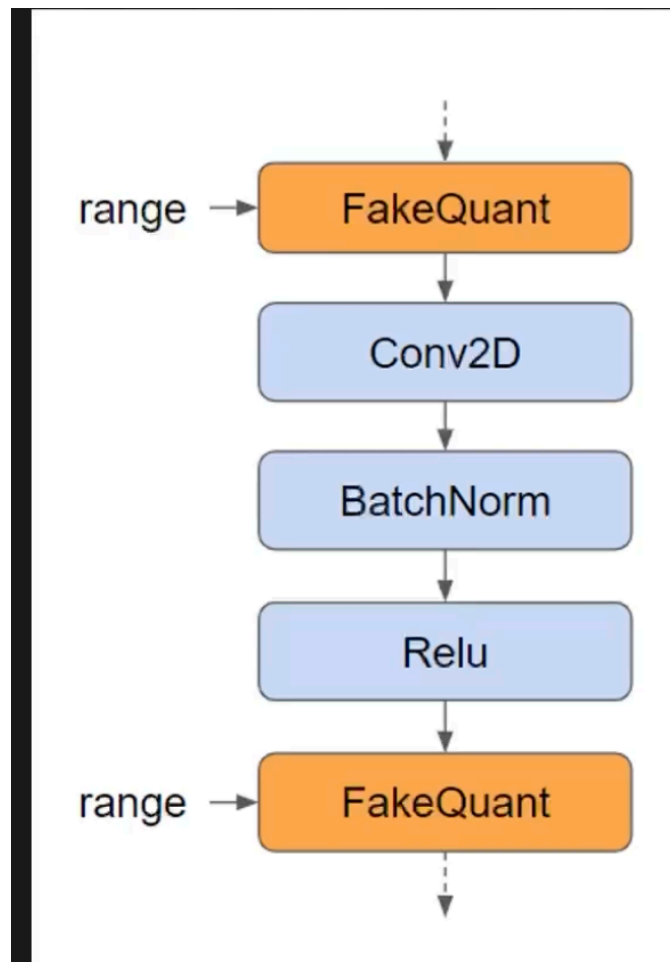 range
FakeQuant
Conv2D
BatchNorm
Relu
range
FakeQuant